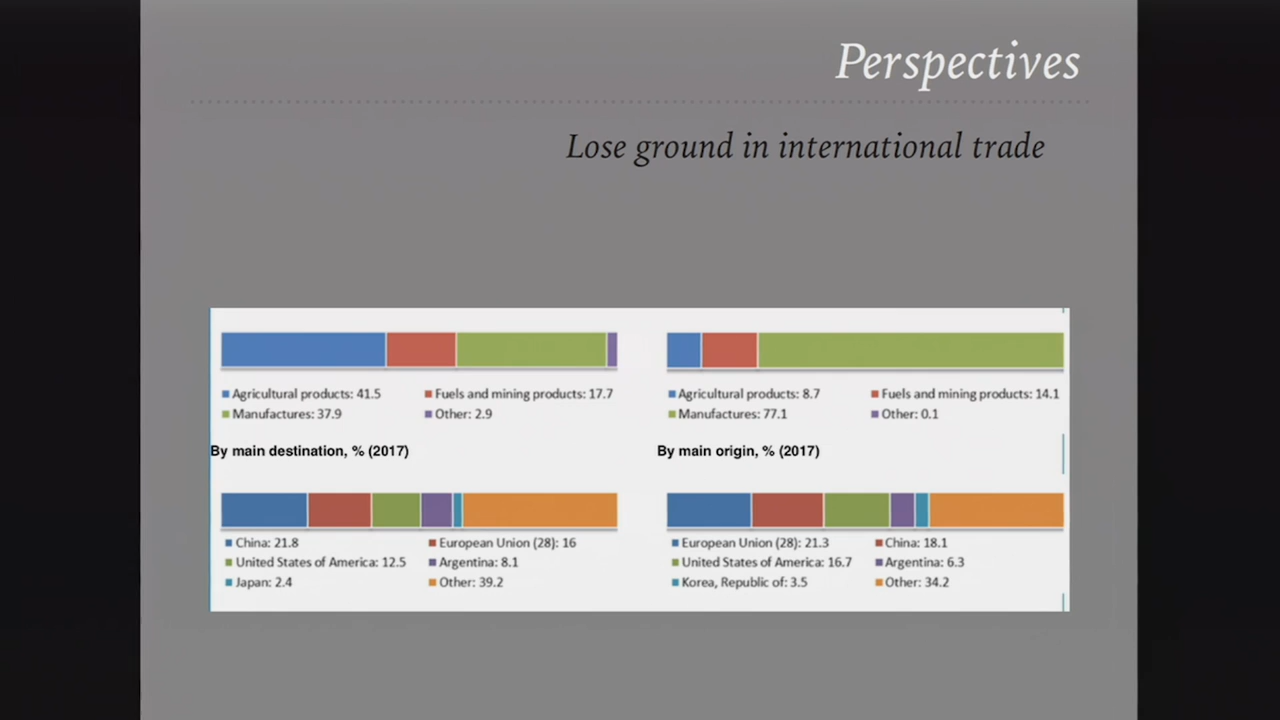 Perspectives
Lose ground in international trade
Agricultural products: 41.5
Fuels and mining products: 17.7
Manufactures: 37.9
Other: 2.9
Agricultural products: 8.7
Fuels and mining products: 14.1
Manufactures: 77.1
Other: 0.1
By main destination, % (2017)
By main origin, % (2017)
China: 21.8
European Union (28): 16
United States of America: 12.5
Argentina: 8.1
Japan: 2.4
Other: 39.2
European Union (28): 21.3
China: 18.1
United States of America: 16.7
Argentina: 6.3
Korea, Republic of: 3.5
Other: 34.2